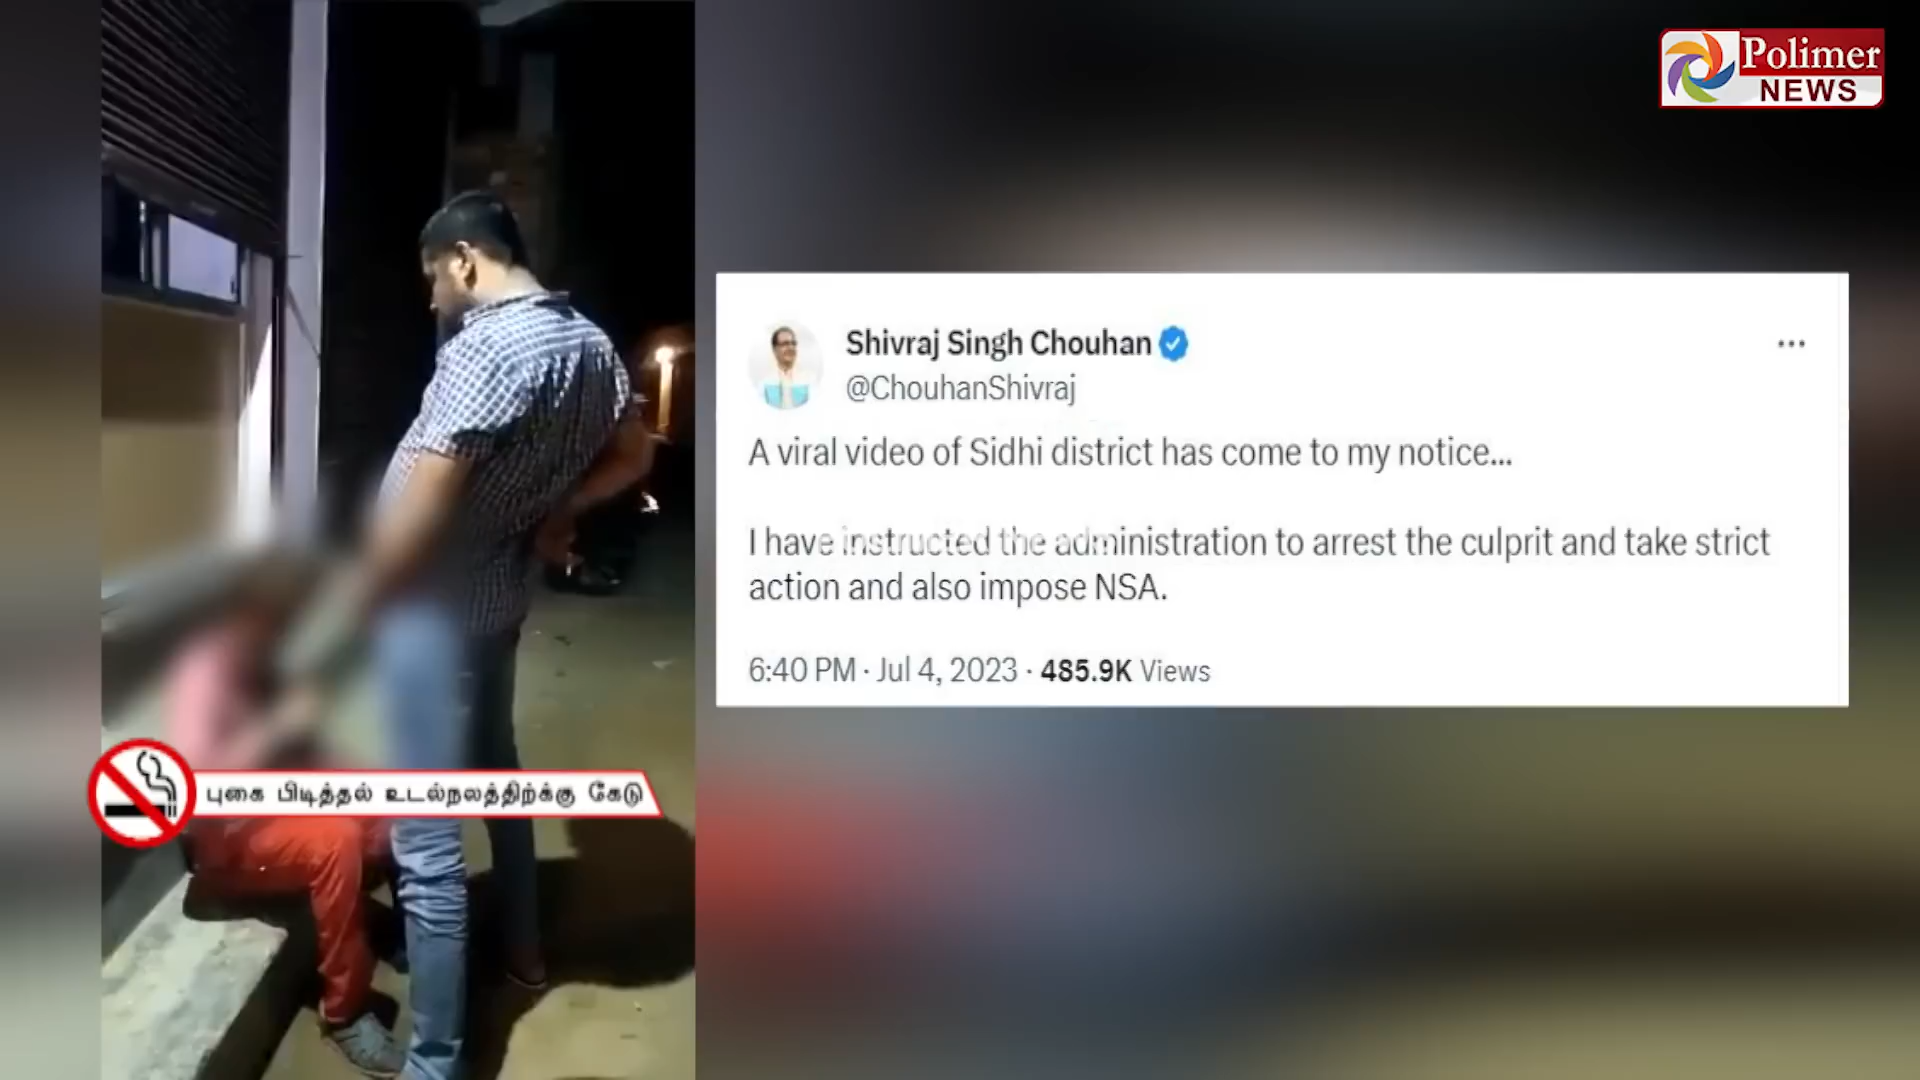 Polimer
NEWS
Shivraj Singh Chouhan
@ChouhanShivraj
A viral video of Sidhi district has come to my notice...
I have instructed the administration to arrest the culprit and take strict
action and also impose NSA.
6:40 PM · Jul 4, 2023 · 485.9K Views
புகை பிடித்தல் உடல்நலத்திற்க்கு கேடு